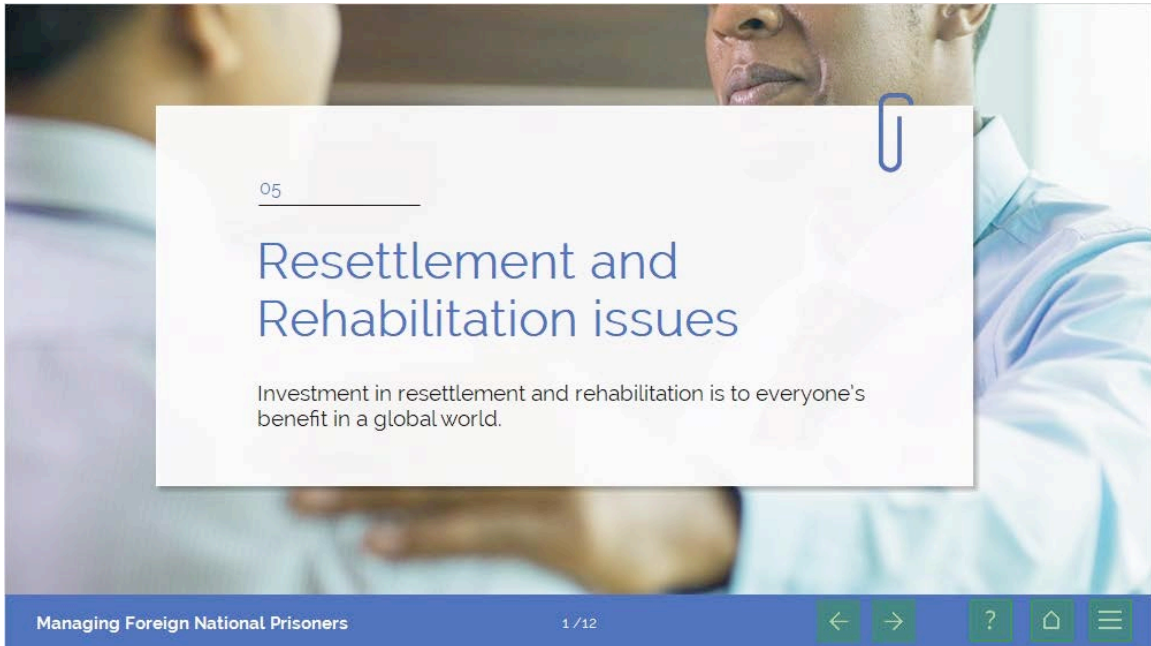 05
Resettlement and
Rehabilitation issues
Investment in resettlement and rehabilitation is to everyone's
benefit in a global world.
Managing Foreign National Prisoners
1 /12
?